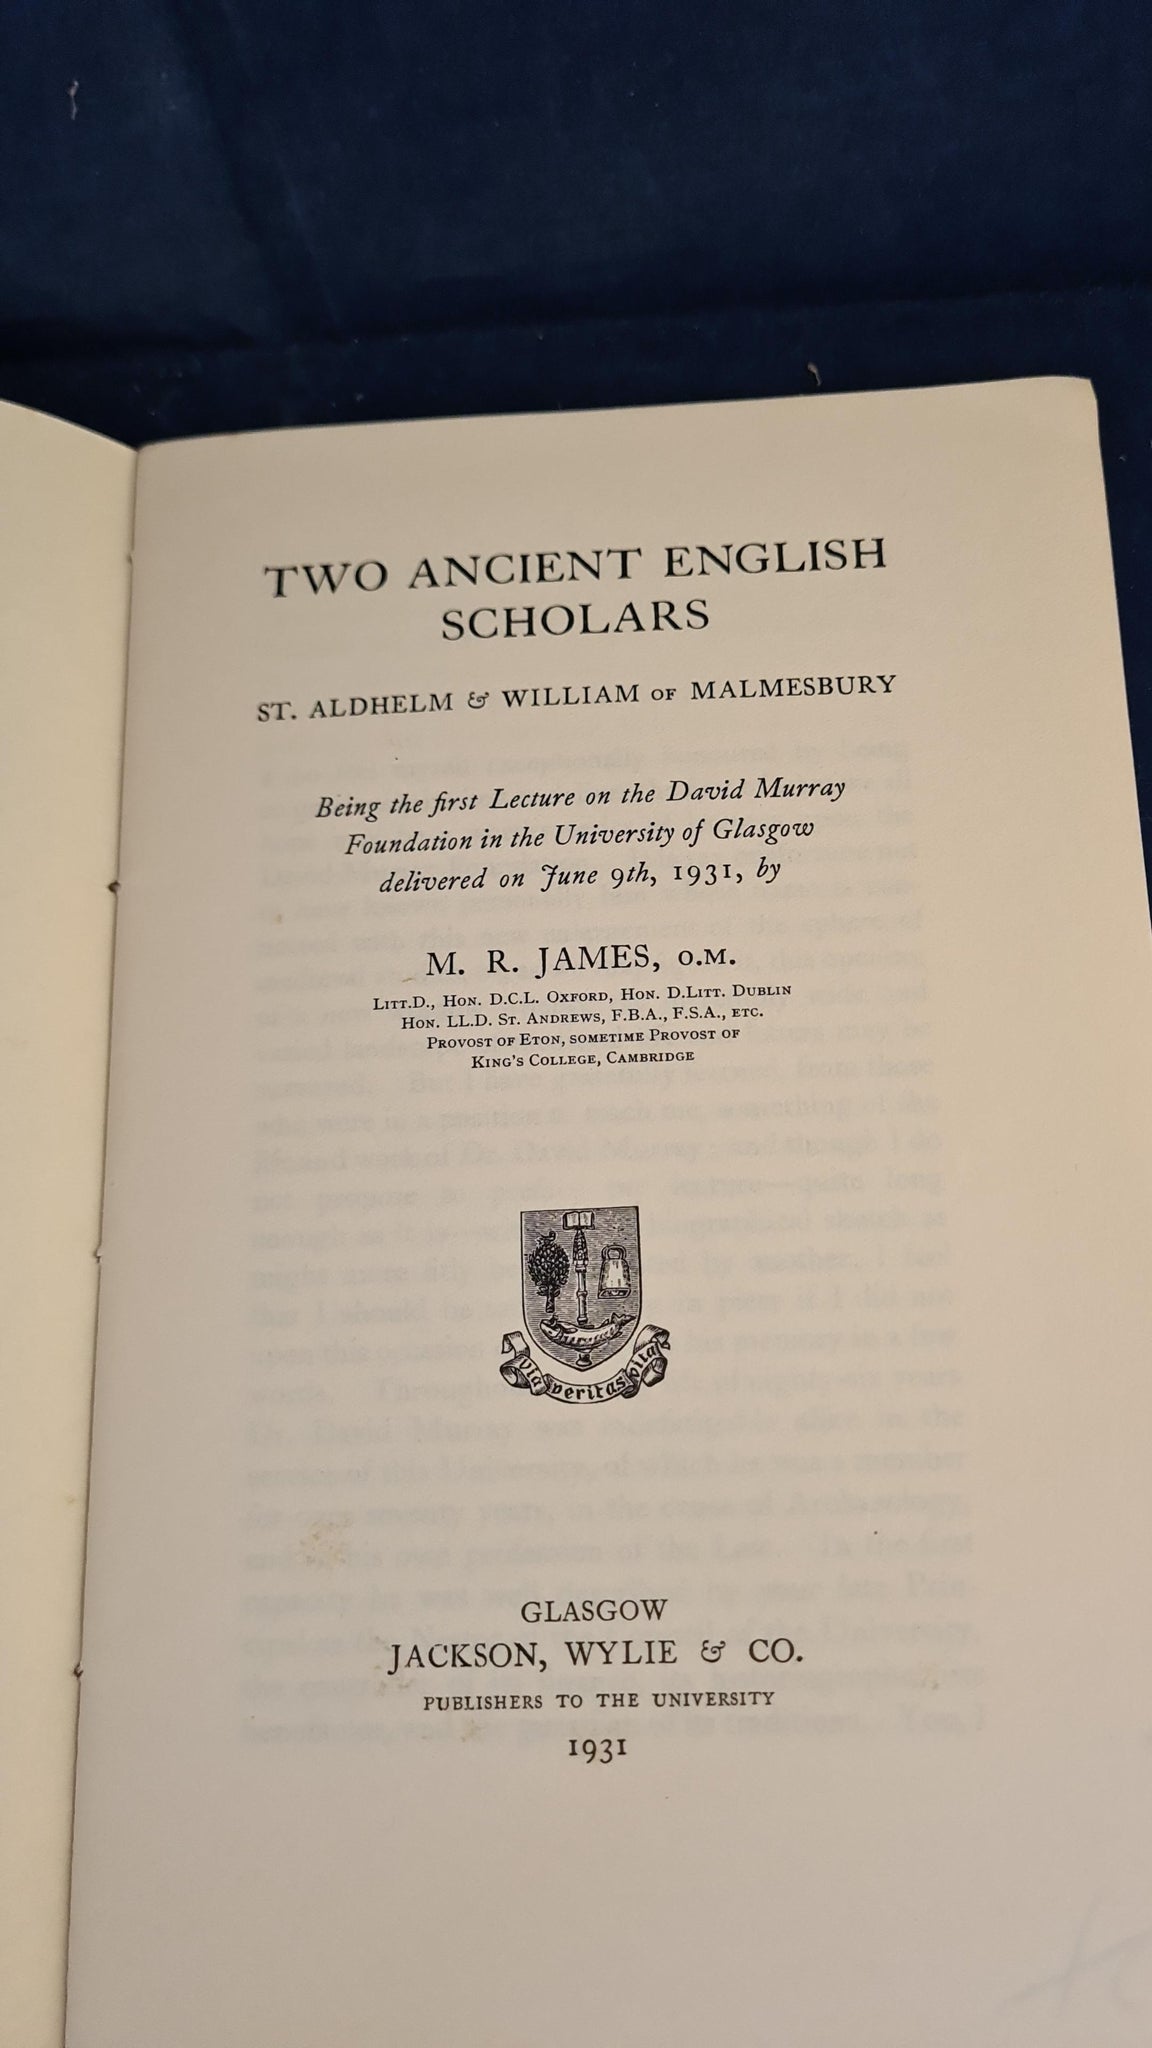 TWO ANCIENT ENGLISH
SCHOLARS
ST. ALDHELM & WILLIAM OF MALMESBURY
Being the first Lecture on the David Murray
Foundation in the University of Glasgow
delivered on June 9th, 1931, by
M. R. JAMES, O.M.
LITT.D., HON. D.C.L. OXFORD, HON. D.LITT. DUBLIN
HON. LL.D. ST. ANDREWS, F.B.A., F.S.A., ETC.
PROVOST OF ETON, SOMETIME PROVOST OF
KING'S COLLEGE, CAMBRIDGE
via veritas vita
GLASGOW
JACKSON, WYLIE & CO.
PUBLISHERS TO THE UNIVERSITY
1931